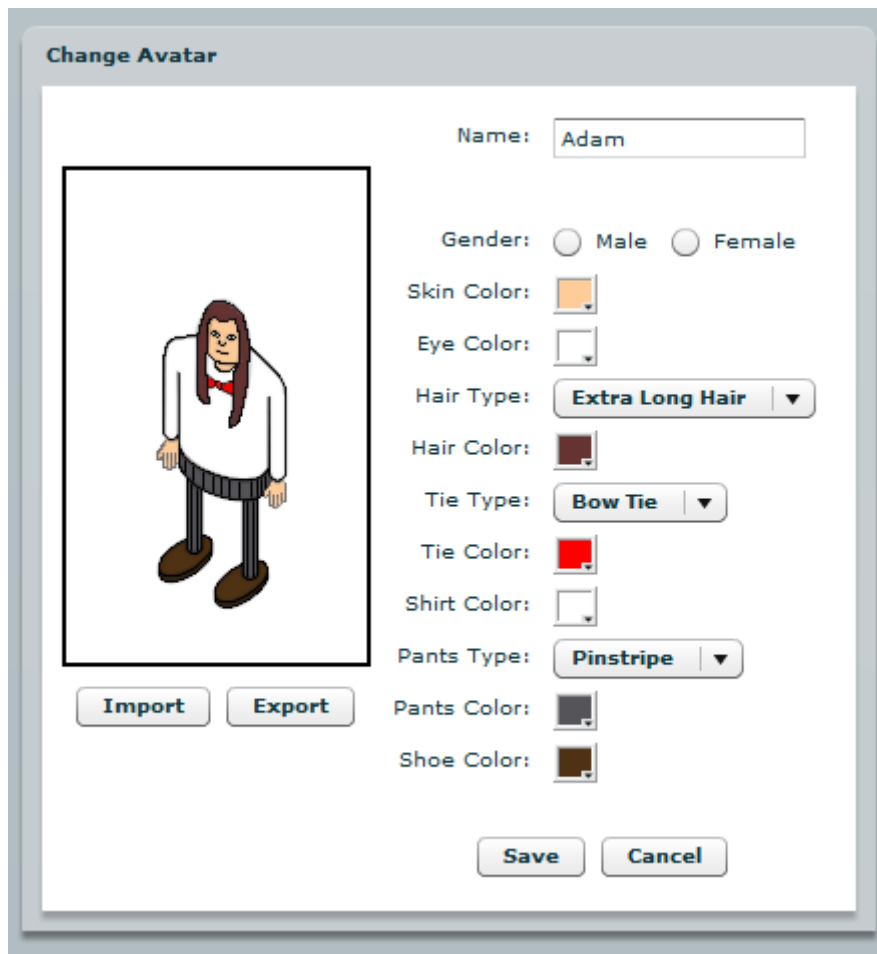 Change Avatar
Name: Adam
Gender: Male Female
Skin Color:
Eye Color:
Hair Type: Extra Long Hair
Hair Color:
Tie Type: Bow Tie
Tie Color:
Shirt Color:
Pants Type: Pinstripe
Import Export Pants Color:
Shoe Color:
Save Cancel